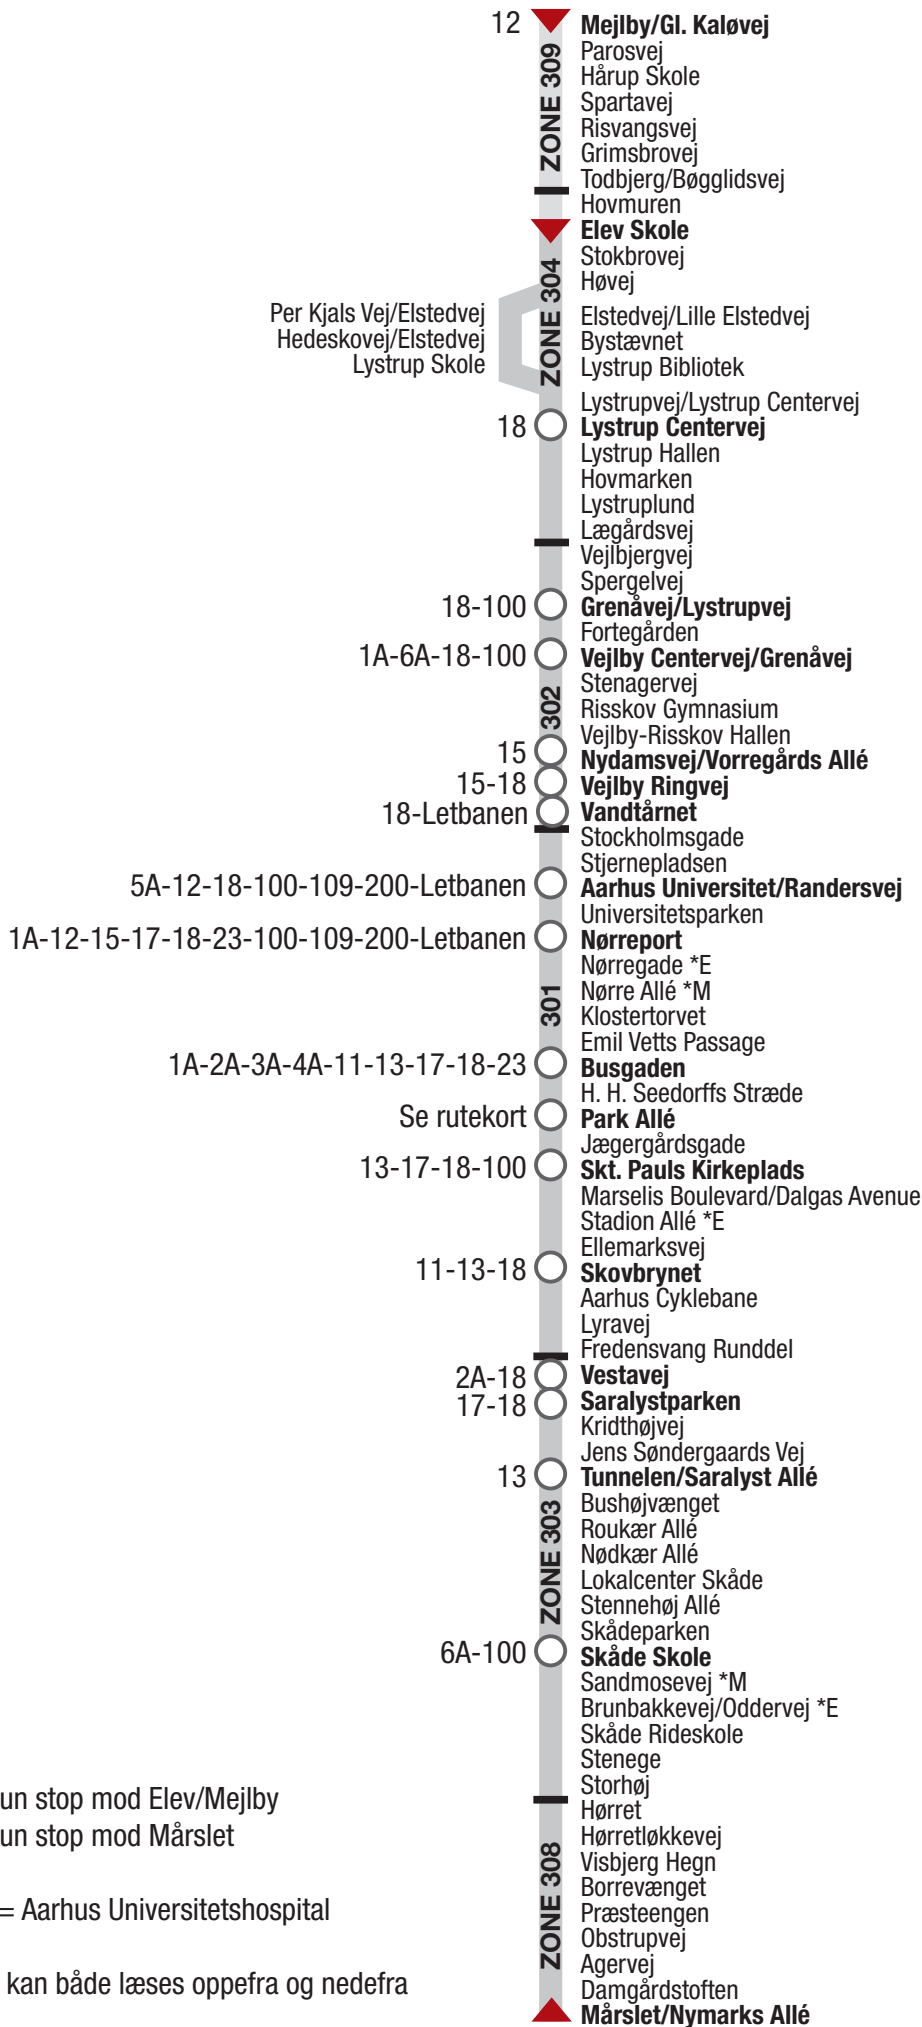 12 Mejlby/Gl. Kaløvej
Parosvej
Hårup Skole
Spartavej
Risvangsvej
Grimsbrovej
Todbjerg/Bøgglidsvej
ZONE 309
Hovmuren
Elev Skole
Stokbrovej
Høvej
ZONE 304
Per Kjals Vej/Elstedvej
Hedeskovej/Elstedvej
Lystrup Skole
Elstedvej/Lille Elstedvej
Bystævnet
Lystrup Bibliotek
Lystrupvej/Lystrup Centervej
18 Lystrup Centervej
Lystrup Hallen
Hovmarken
Lystruplund
Lægårdsvej
Vejlbjergvej
Spergelvej
18-100 Grenåvej/Lystrupvej
Fortegården
1A-6A-18-100 Vejlby Centervej/Grenåvej
Stenagervej
302
Risskov Gymnasium
Vejlby-Risskov Hallen
15 Nydamsvej/Vorregårds Allé
15-18 Vejlby Ringvej
18-Letbanen Vandtårnet
Stockholmsgade
Stjernepladsen
5A-12-18-100-109-200-Letbanen Aarhus Universitet/Randersvej
Universitetsparken
1A-12-15-17-18-23-100-109-200-Letbanen Nørreport
Nørregade *E
Nørre Allé *M
301
Klostertorvet
Emil Vetts Passage
1A-2A-3A-4A-11-13-17-18-23 Busgaden
H. H. Seedorffs Stræde
Se rutekort Park Allé
Jægergårdsgade
13-17-18-100 Skt. Pauls Kirkeplads
Marselis Boulevard/Dalgas Avenue
Stadion Allé *E
Ellemarksvej
11-13-18 Skovbrynet
Aarhus Cyklebane
Lyravej
Fredensvang Runddel
2A-18 Vestavej
17-18 Saralystparken
Kridthøjvej
Jens Søndergaards Vej
13 Tunnelen/Saralyst Allé
Bushøjvænget
Roukær Allé
Nødkær Allé
ZONE 303
Lokalcenter Skåde
Stennehøj Allé
Skådeparken
6A-100 Skåde Skole
Sandmosevej *M
Brunbakkevej/Oddervej *E
Skåde Rideskole
Stenege
Storhøj
Hørret
Hørretløkkevej
Visbjerg Hegn
Borrevænget
ZONE 308
Præsteengen
Obstrupvej
Agervej
Damgårdstoften
Mårslet/Nymarks Allé
un stop mod Elev/Mejlby
un stop mod Mårslet
= Aarhus Universitetshospital
kan både læses oppefra og nedefra